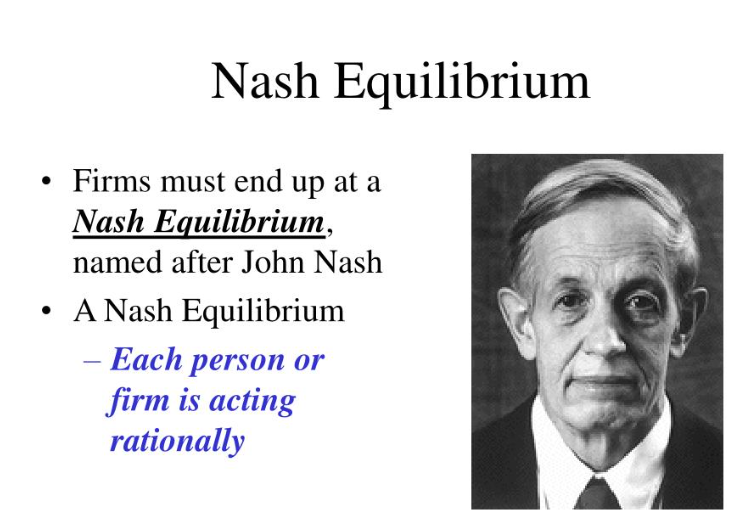 Nash Equilibrium
• Firms must end up at a
Nash Equilibrium,
named after John Nash
• A Nash Equilibrium
– Each person or
firm is acting
rationally